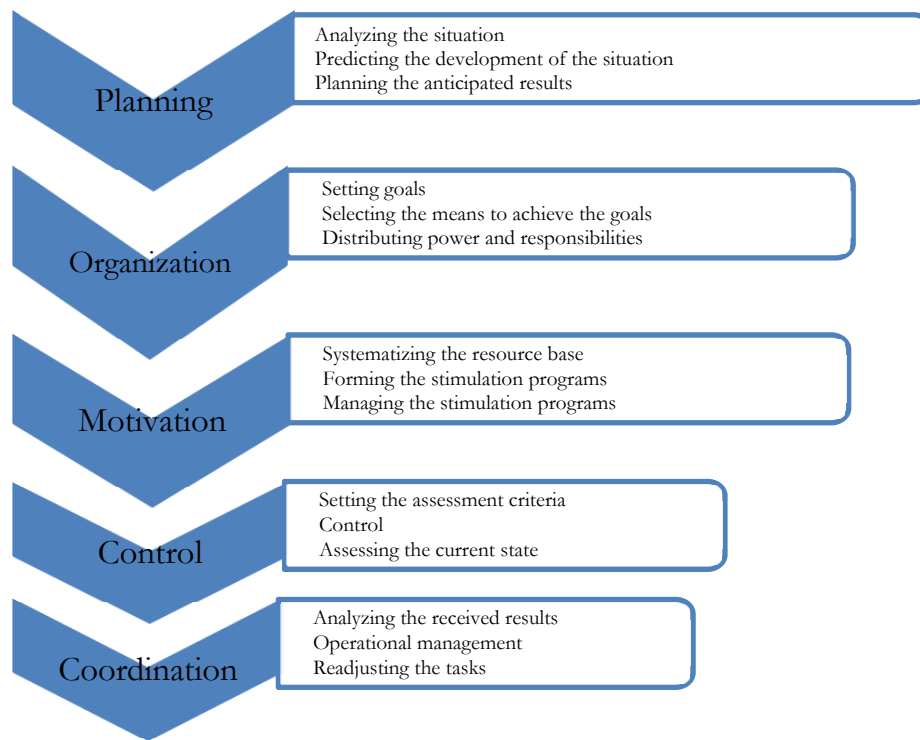 Planning
Analyzing the situation
Predicting the development of the situation
Planning the anticipated results
Organization
Setting goals
Selecting the means to achieve the goals
Distributing power and responsibilities
Motivation
Systematizing the resource base
Forming the stimulation programs
Managing the stimulation programs
Control
Setting the assessment criteria
Control
Assessing the current state
Coordination
Analyzing the received results
Operational management
Readjusting the tasks